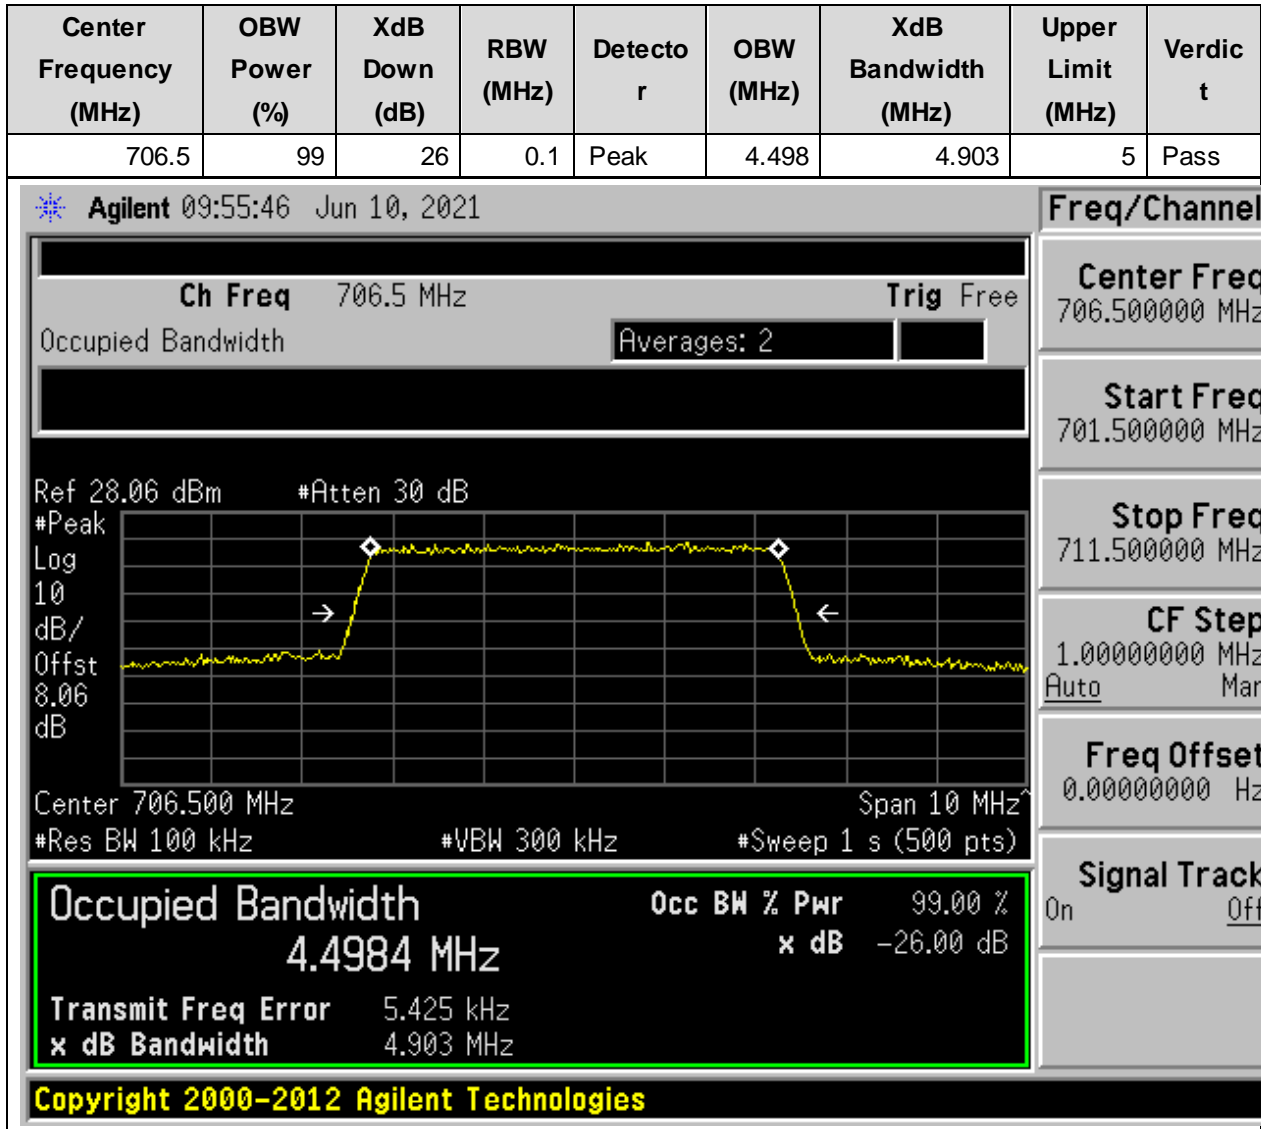 Center Frequency (MHz) OBW Power (%) XdB Down (dB) RBW (MHz) Detecto r OBW (MHz) XdB Bandwidth (MHz) Upper Limit (MHz) Verdic t
706.5 99 26 0.1 Peak 4.498 4.903 5 Pass
Agilent 09:55:46 Jun 10, 2021
Freq/Channel
Ch Freq 706.5 MHz Trig Free
Occupied Bandwidth Averages: 2
Ref 28.06 dBm #Atten 30 dB
#Peak
Log
10
dB/
Offst
8.06
dB
Center 706.500 MHz Span 10 MHz^
#Res BW 100 kHz #VBW 300 kHz #Sweep 1 s (500 pts)
Occupied Bandwidth
4.4984 MHz
Occ BW % Pwr 99.00 %
x dB -26.00 dB
Transmit Freq Error 5.425 kHz
x dB Bandwidth 4.903 MHz
Center Freq
706.500000 MHz
Start Freq
701.500000 MHz
Stop Freq
711.500000 MHz
CF Step
1.00000000 MHz
Auto Man
Freq Offset
0.00000000 Hz
Signal Track
On Off
Copyright 2000-2012 Agilent Technologies